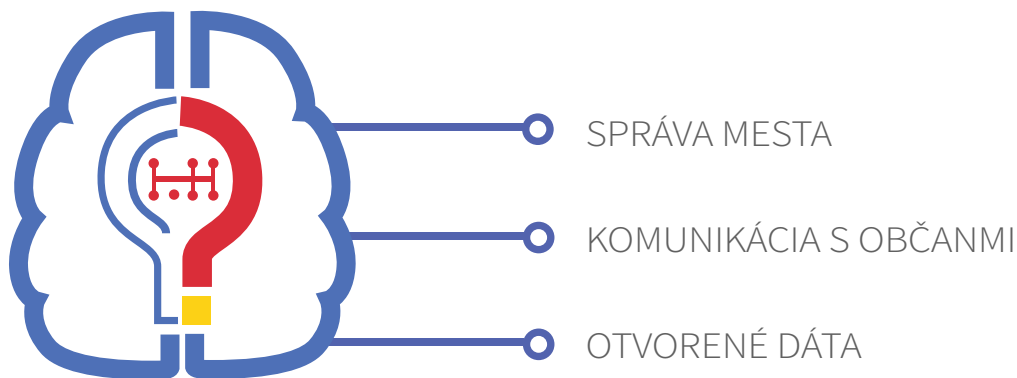 SPRÁVA MESTA
KOMUNIKÁCIA S OBČANMI
OTVORENÉ DÁTA